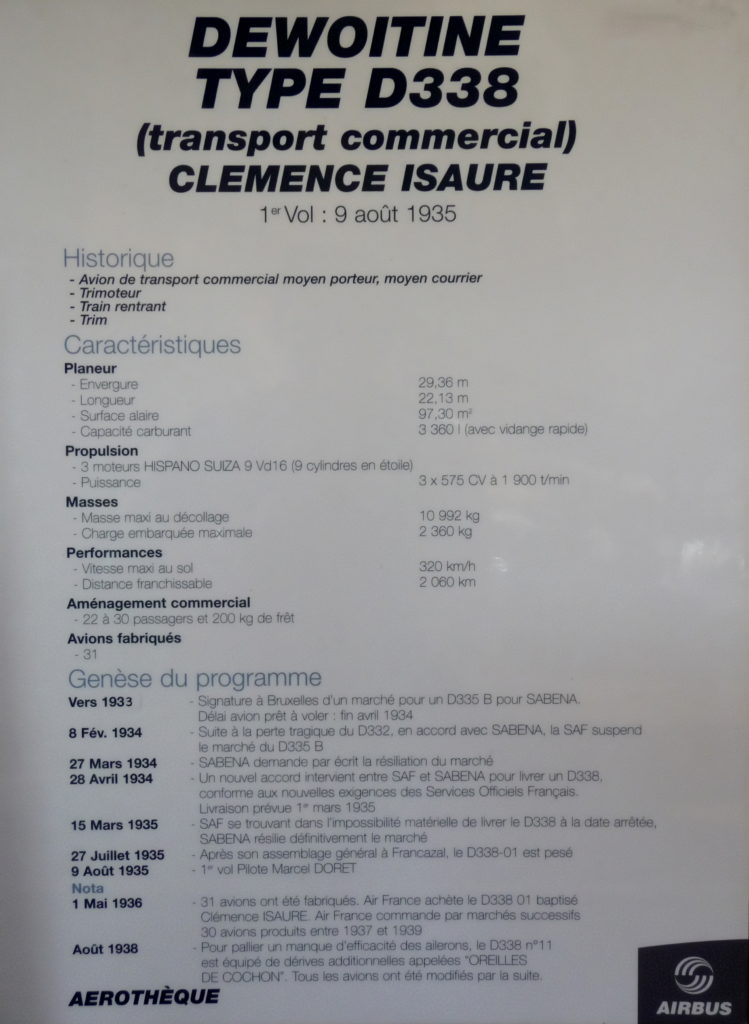 DEWOITINE
TYPE D338
(transport commercial)
CLEMENCE ISAURE
1er Vol : 9 août 1935
Historique
- Avion de transport commercial moyen porteur, moyen courrier
- Trimoteur
- Train rentrant
- Trim
Caractéristiques
Planeur
- Envergure 29,36 m
- Longueur 22,13 m
- Surface alaire 97,30 m²
- Capacité carburant 3 360 l (avec vidange rapide)
Propulsion
- 3 moteurs HISPANO SUIZA 9 Vd16 (9 cylindres en étoile)
- Puissance 3 x 575 CV à 1 900 t/min
Masses
- Masse maxi au décollage 10 992 kg
- Charge embarquée maximale 2 360 kg
Performances
- Vitesse maxi au sol 320 km/h
- Distance franchissable 2 060 km
Aménagement commercial
- 22 à 30 passagers et 200 kg de frêt
Avions fabriqués
- 31
Genèse du programme
Vers 1933 - Signature à Bruxelles d'un marché pour un D335 B pour SABENA.
Délai avion prêt à voler : fin avril 1934
8 Fév. 1934 - Suite à la perte tragique du D332, en accord avec SABENA, la SAF suspend
le marché du D335 B
27 Mars 1934 - SABENA demande par écrit la résiliation du marché
28 Avril 1934 - Un nouvel accord intervient entre SAF et SABENA pour livrer un D338,
conforme aux nouvelles exigences des Services Officiels Français.
Livraison prévue 1er mars 1935
15 Mars 1935 - SAF se trouvant dans l'impossibilité matérielle de livrer le D338 à la date arrêtée,
SABENA résilie définitivement le marché
27 Juillet 1935 - Après son assemblage général à Francazal, le D338-01 est pesé
9 Août 1935 - 1er vol Pilote Marcel DORET
Nota
1 Mai 1936 - 31 avions ont été fabriqués. Air France achète le D338 01 baptisé
Clémence ISAURE. Air France commande par marchés successifs
30 avions produits entre 1937 et 1939
Août 1938 - Pour pallier un manque d'efficacité des ailerons, le D338 n°11
est équipé de dérives additionnelles appelées "OREILLES
DE COCHON". Tous les avions ont été modifiés par la suite.
AEROTHÈQUE
AIRBUS